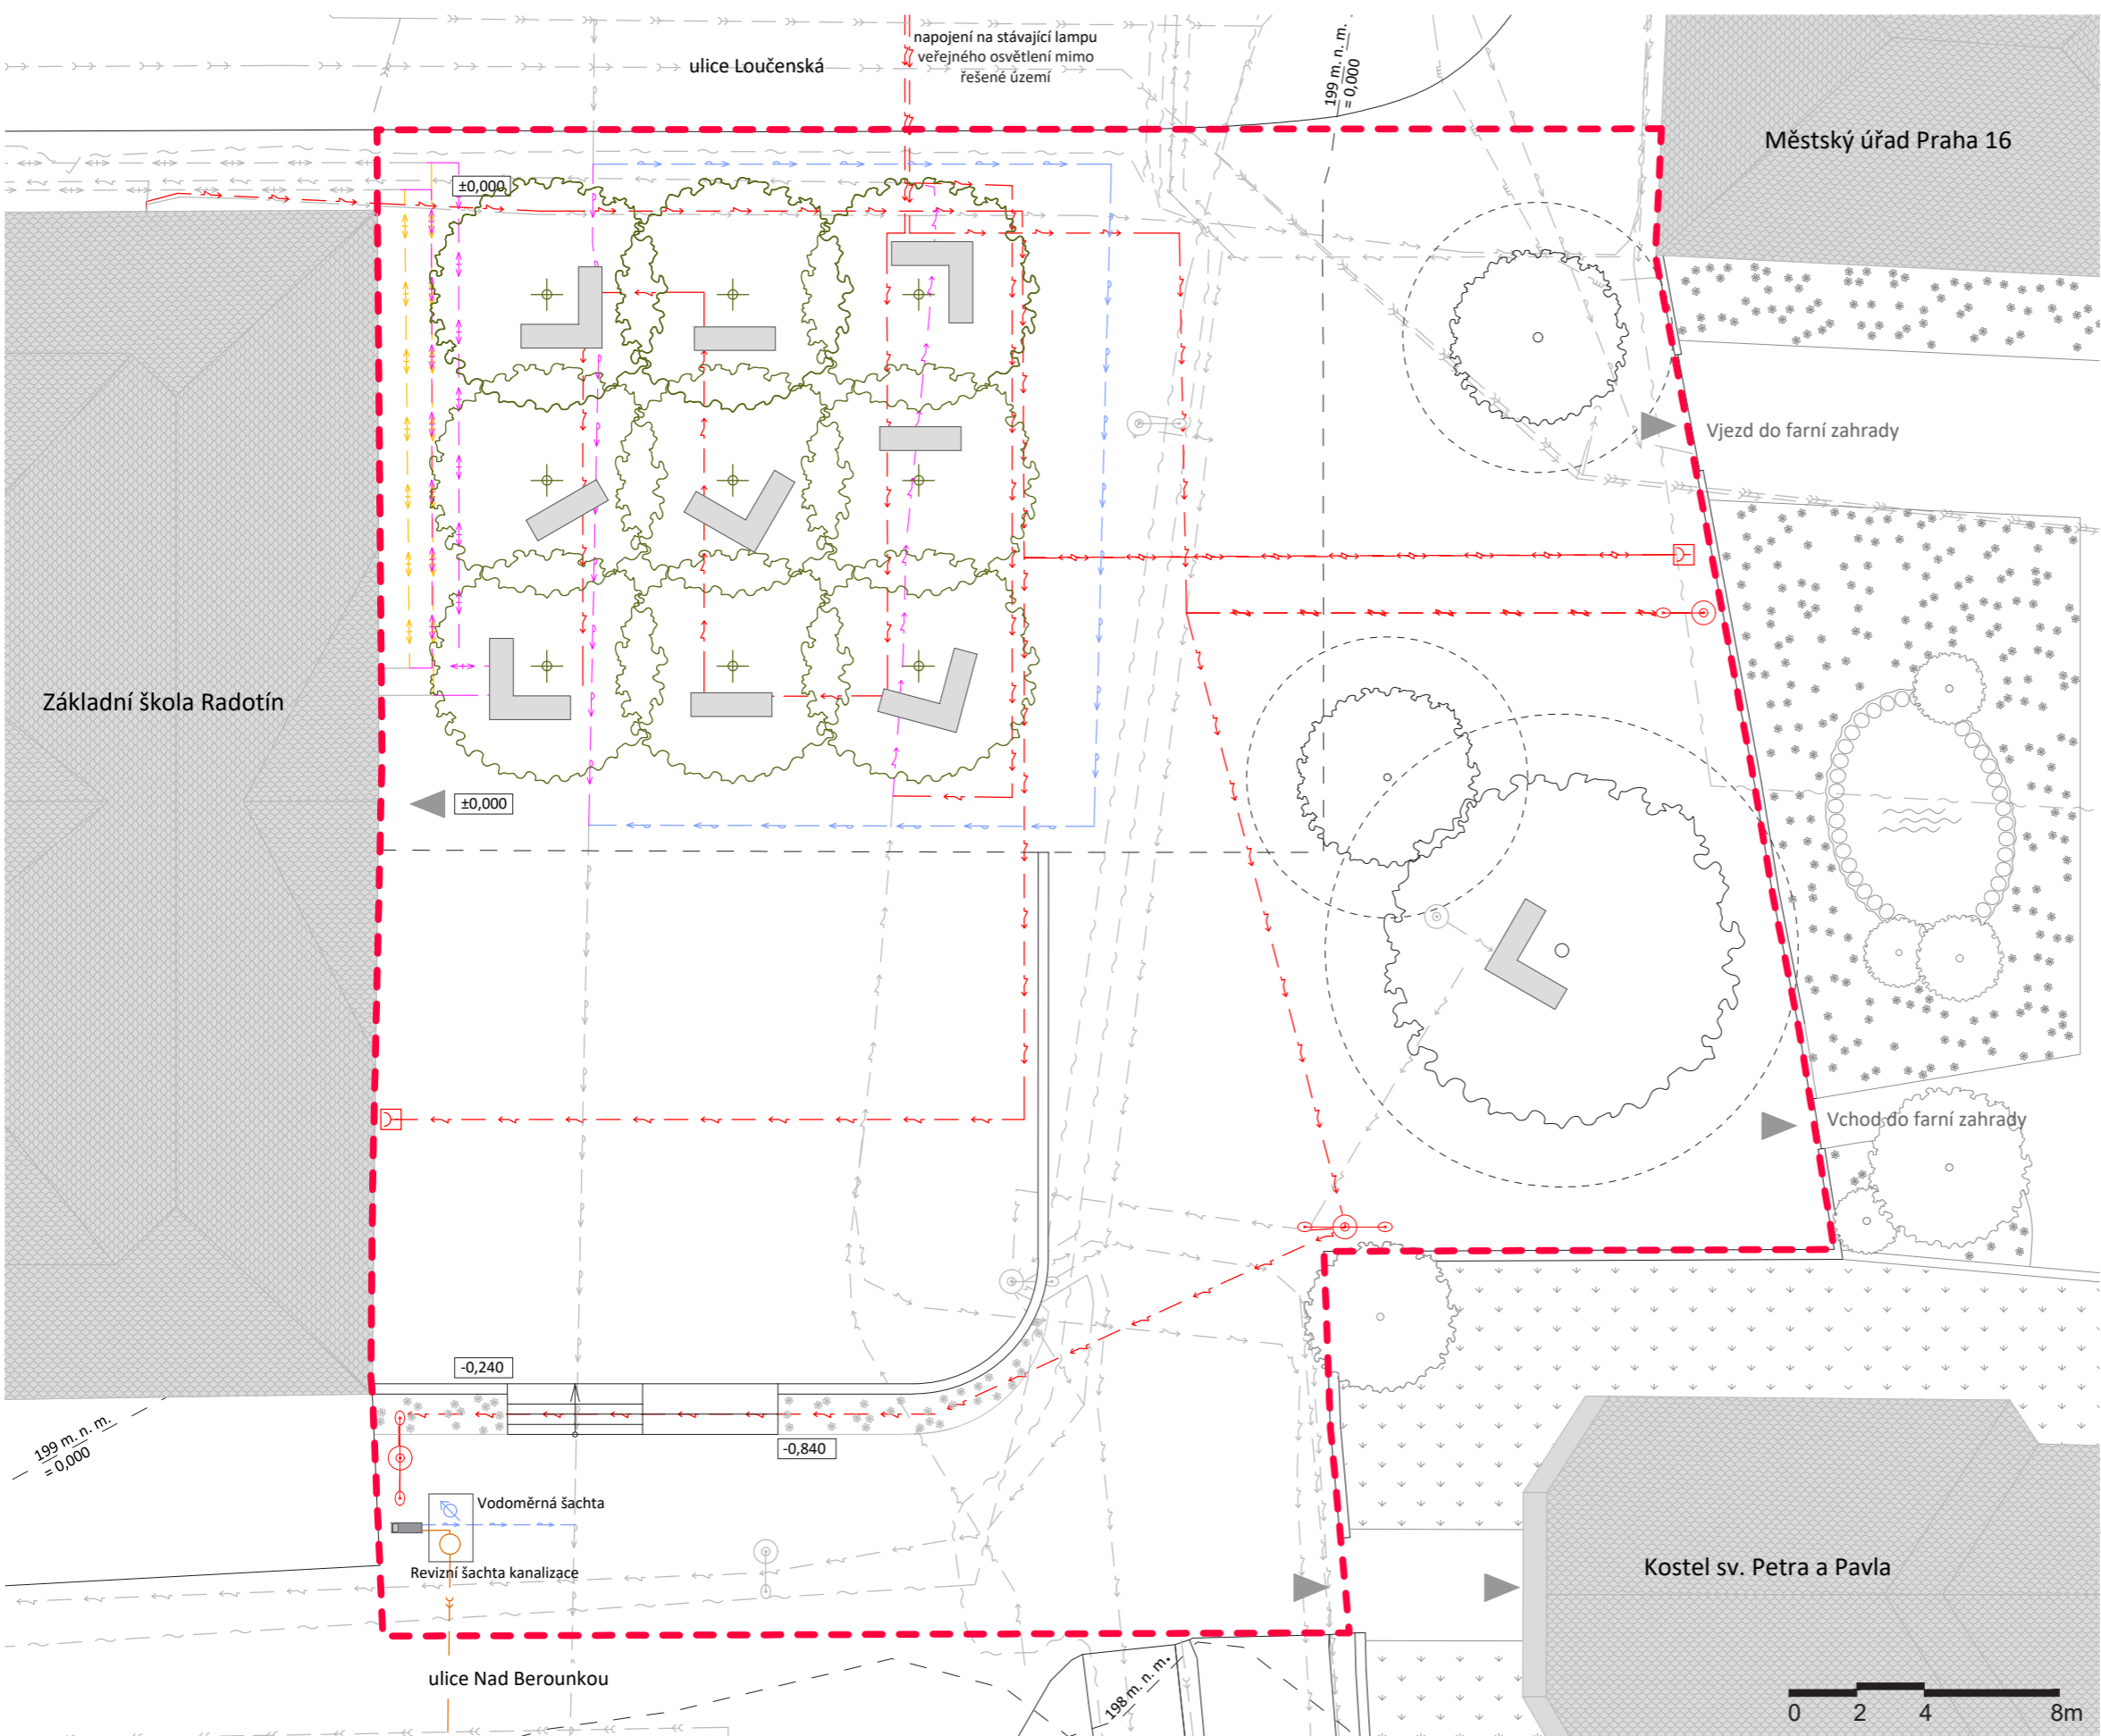 napojení na stávající lampu
veřejného osvětlení mimo
řešené území
ulice Loučenská
199 m. n. m.
= 0,000
Městský úřad Praha 16
±0,000
Vjezd do farní zahrady
Základní škola Radotín
±0,000
Vchod do farní zahrady
-0,240
199 m. n. m.
= 0,000
-0,840
Vodoměrná šachta
Revizní šachta kanalizace
Kostel sv. Petra a Pavla
ulice Nad Berounkou
198 m. n. m.
0 2 4 8m